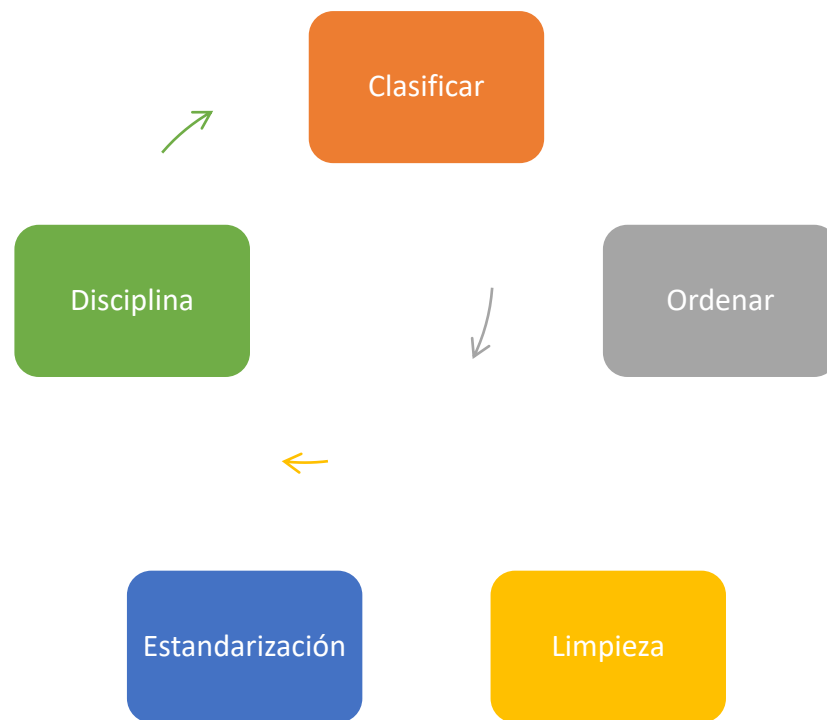 Clasificar
Ordenar
Limpieza
Estandarización
Disciplina